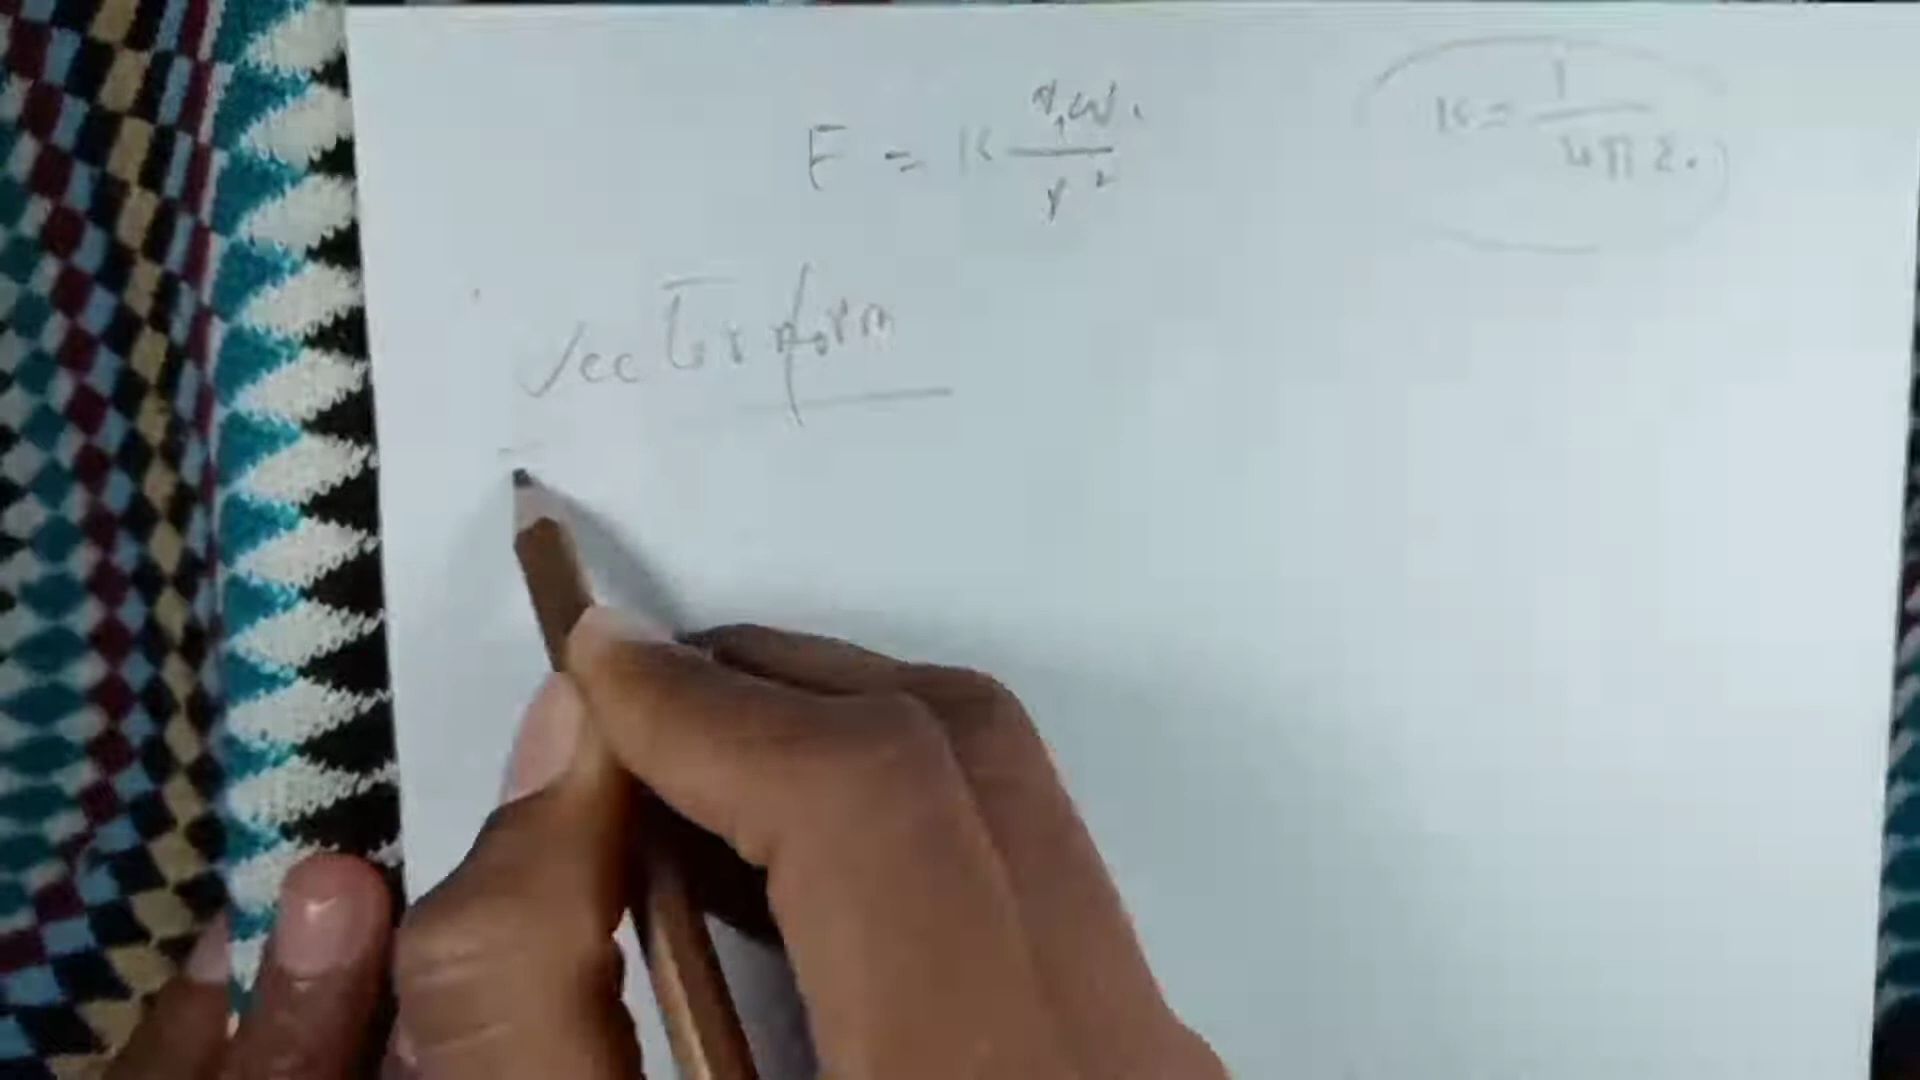 F = K q₁q₂ / r²
K = 1 / 4πε₀
Vector form